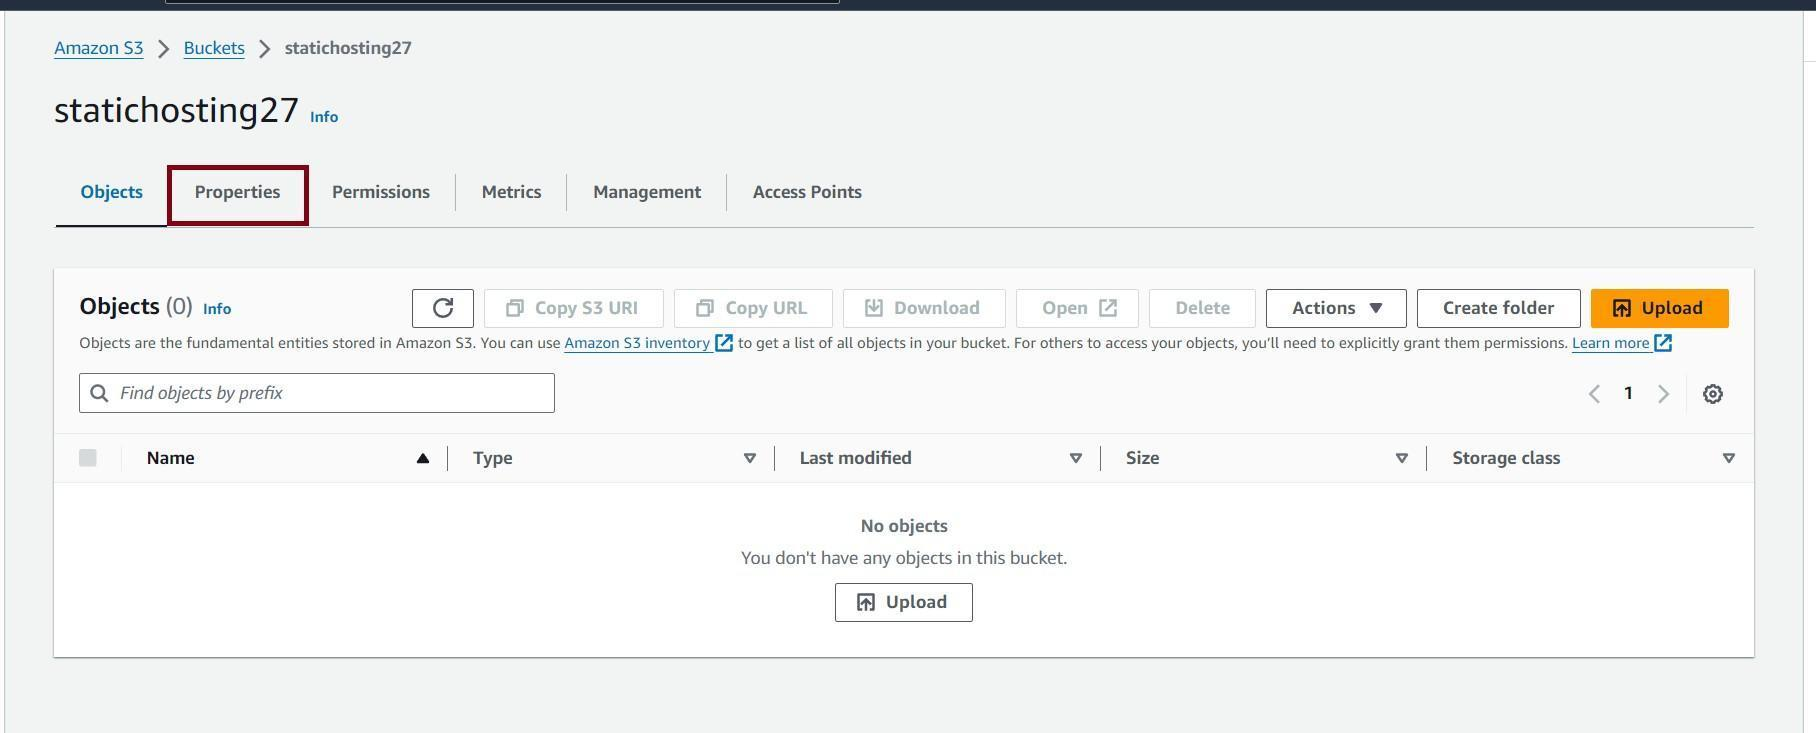 Amazon S3 > Buckets > statichosting27
statichosting27 Info
Objects Properties Permissions Metrics Management Access Points
Objects (0) Info Copy S3 URI Copy URL Download Open Delete Actions Create folder Upload
Objects are the fundamental entities stored in Amazon S3. You can use Amazon S3 inventory to get a list of all objects in your bucket. For others to access your objects, you’ll need to explicitly grant them permissions. Learn more
Find objects by prefix 1
Name Type Last modified Size Storage class
No objects
You don't have any objects in this bucket.
Upload